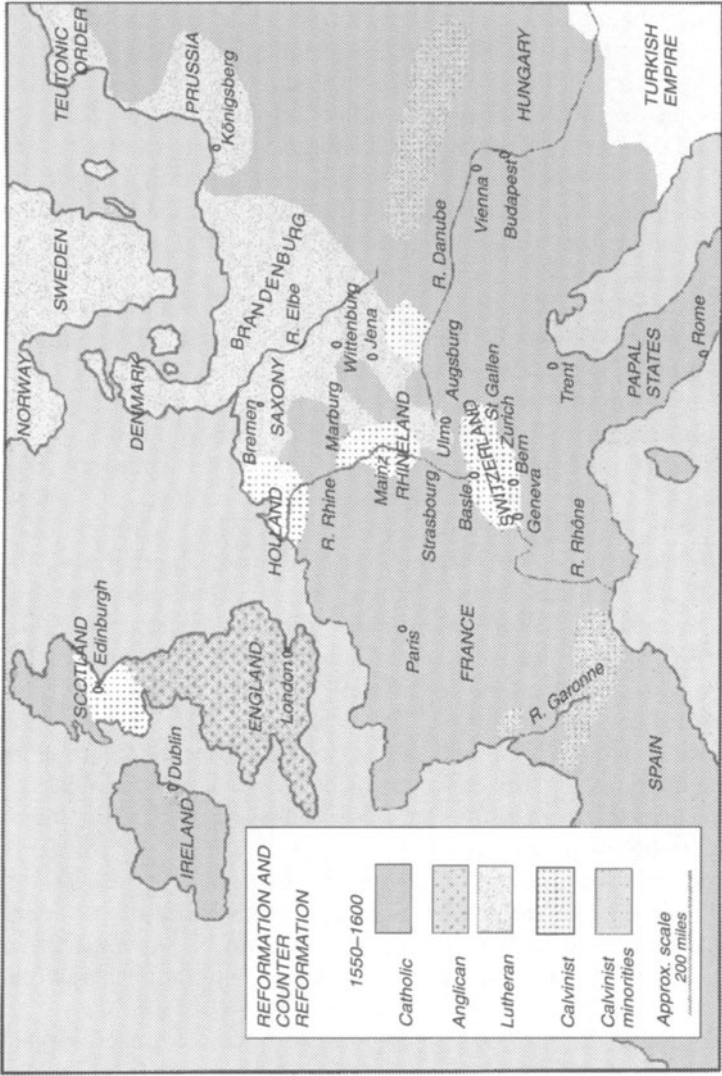 NORWAY
SWEDEN
TEUTONIC
ORDER
DENMARK
PRUSSIA
Königsberg
SCOTLAND
Edinburgh
IRELAND
Dublin
ENGLAND
London
HOLLAND
Bremen
SAXONY
BRANDENBURG
R. Elbe
Wittenburg
Jena
Marburg
R. Rhine
Mainz
RHINELAND
Paris
FRANCE
Strasbourg
Ulm
Augsburg
R. Danube
Vienna
Budapest
HUNGARY
Basle
SWITZERLAND
St Gallen
Zurich
Bern
Geneva
R. Rhône
R. Garonne
SPAIN
Trent
PAPAL
STATES
Rome
TURKISH
EMPIRE
REFORMATION AND
COUNTER
REFORMATION
1550–1600
Catholic
Anglican
Lutheran
Calvinist
Calvinist
minorities
Approx. scale
200 miles